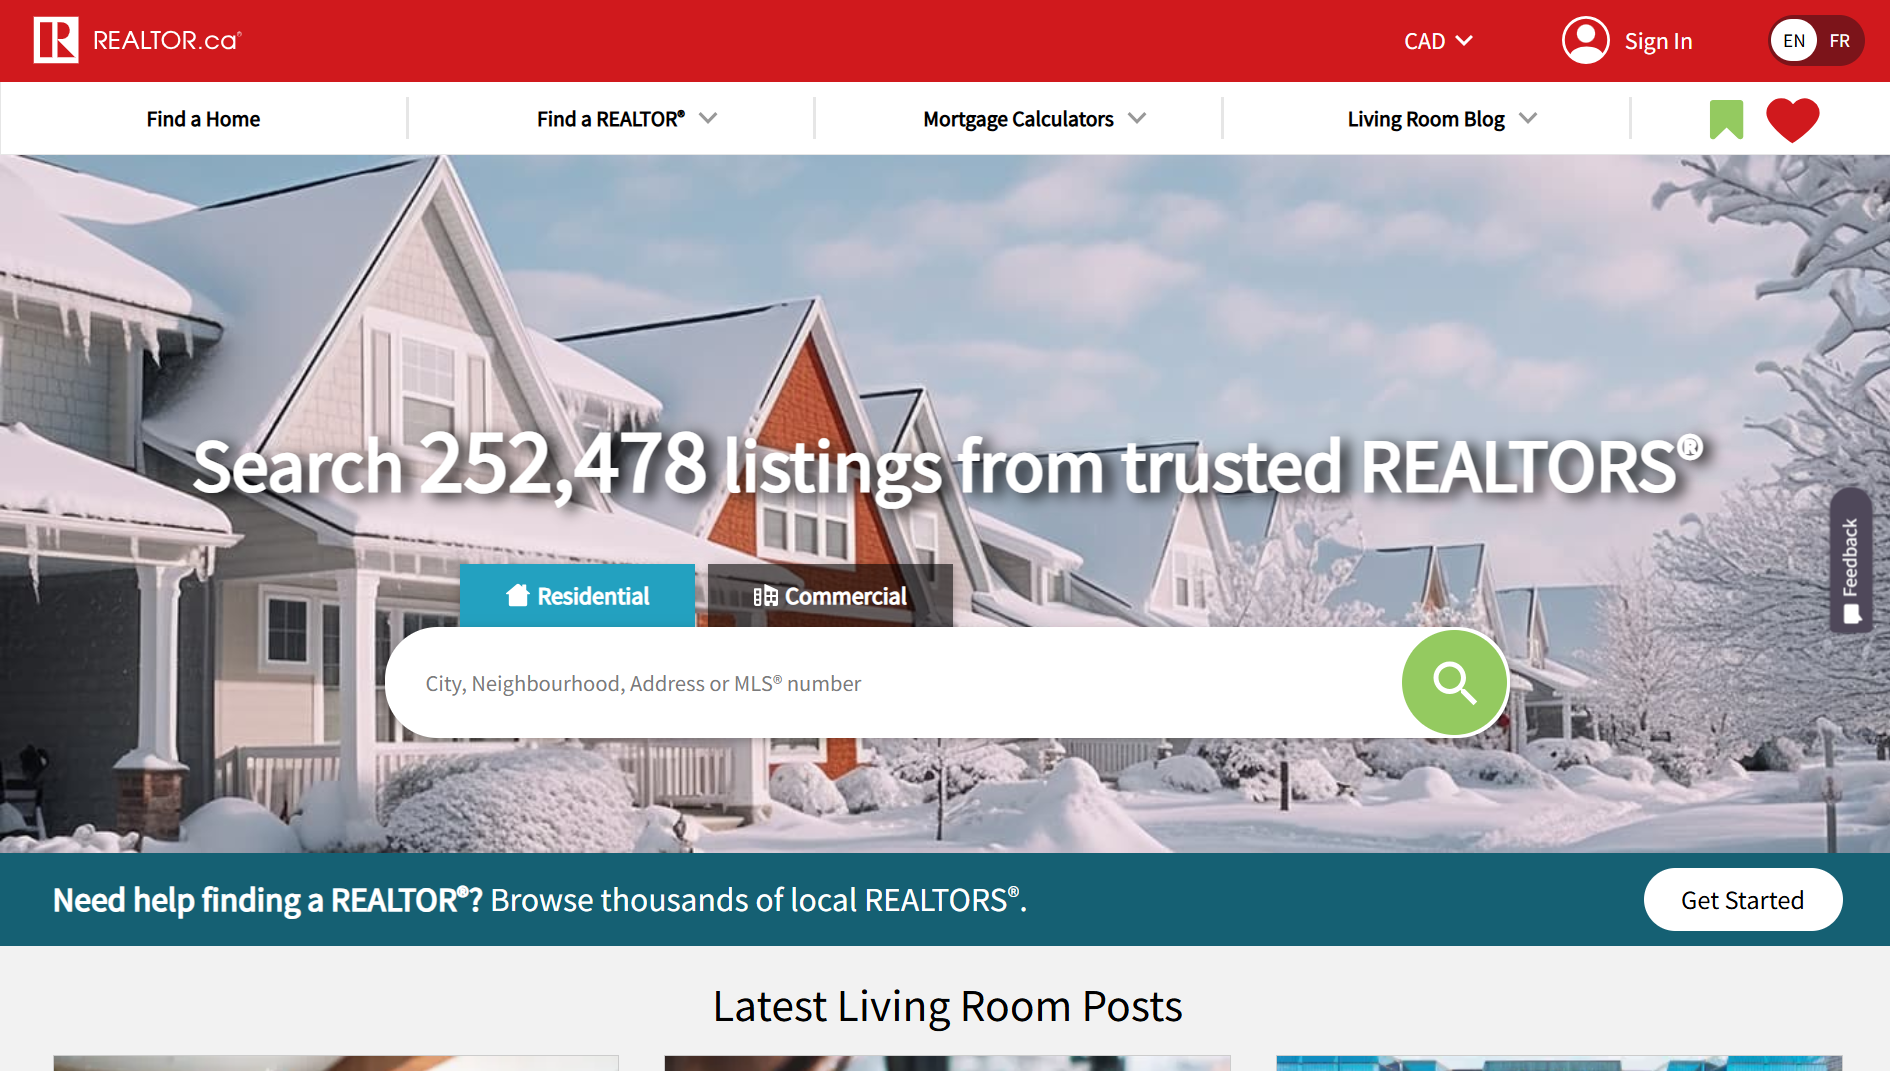 REALTOR.ca®
CAD
Sign In
EN FR
Find a Home
Find a REALTOR®
Mortgage Calculators
Living Room Blog
Search 252,478 listings from trusted REALTORS®
Feedback
Residential
Commercial
City, Neighbourhood, Address or MLS® number
Need help finding a REALTOR®? Browse thousands of local REALTORS®.
Get Started
Latest Living Room Posts